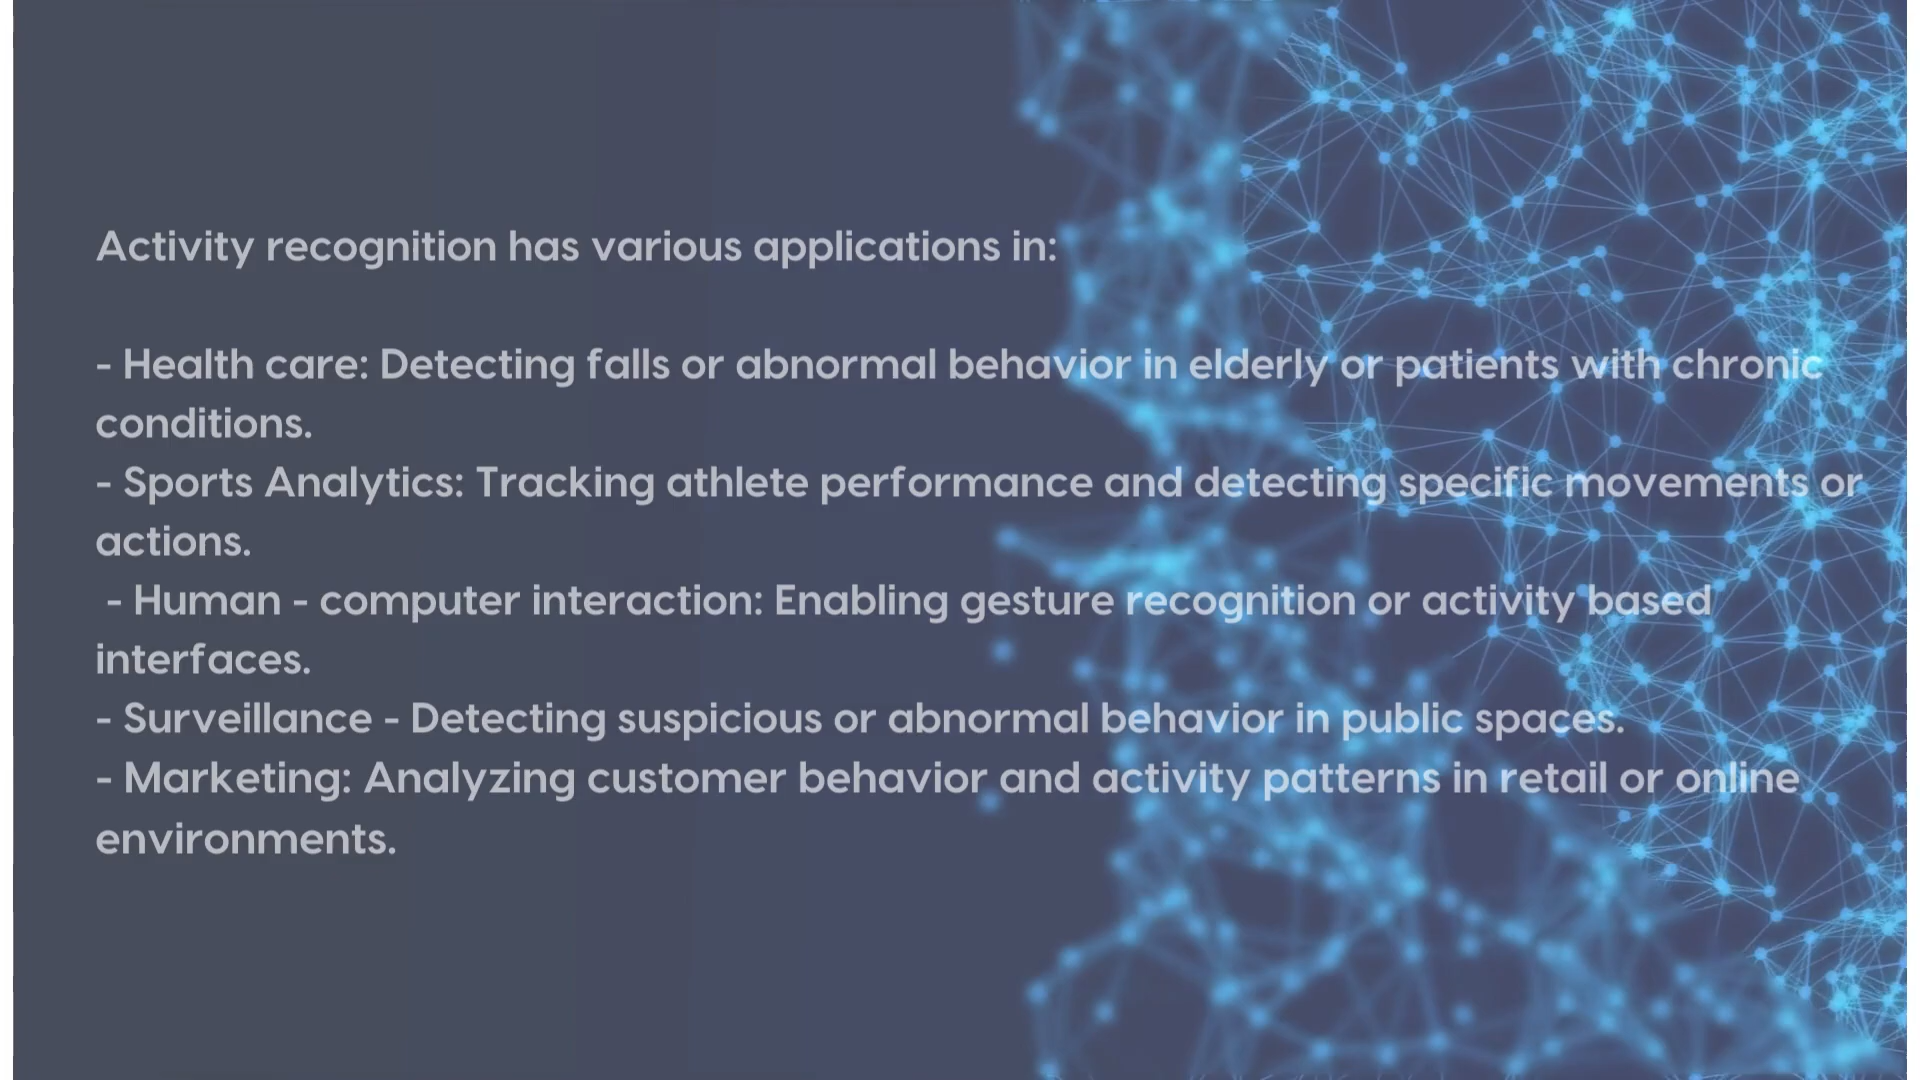 Activity recognition has various applications in:
- Health care: Detecting falls or abnormal behavior in elderly or patients with chronic
conditions.
- Sports Analytics: Tracking athlete performance and detecting specific movements or
actions.
- Human - computer interaction: Enabling gesture recognition or activity based
interfaces.
- Surveillance - Detecting suspicious or abnormal behavior in public spaces.
- Marketing: Analyzing customer behavior and activity patterns in retail or online
environments.